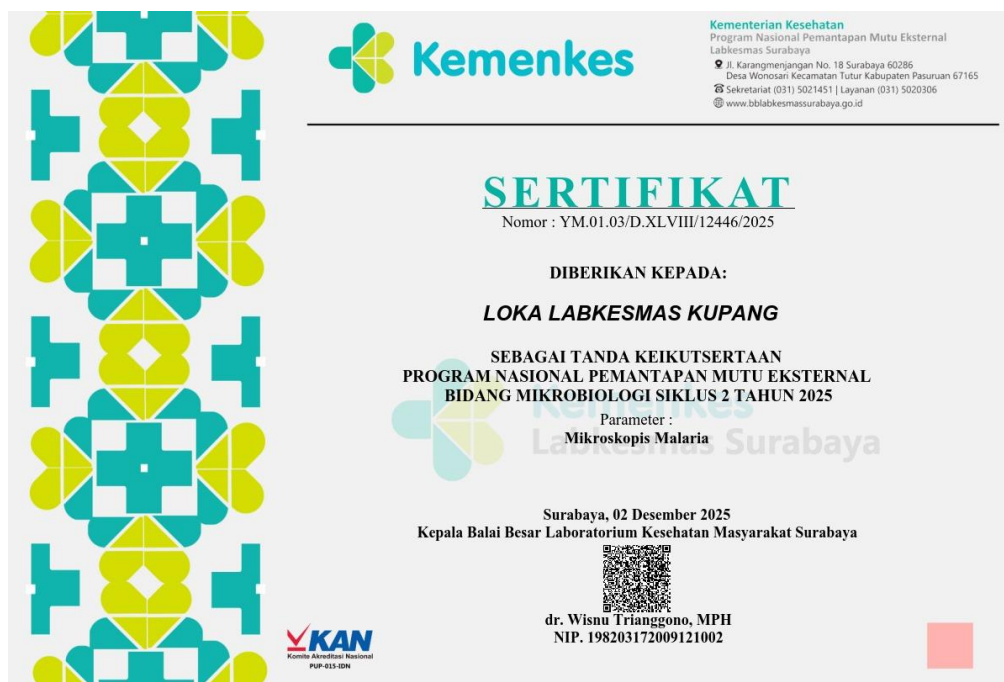 Kemenkes
Kementerian Kesehatan
Program Nasional Pemantapan Mutu Eksternal
Labkesmas Surabaya
Jl. Karangmenjangan No. 18 Surabaya 60286
Desa Wonosari Kecamatan Tutur Kabupaten Pasuruan 67165
Sekretariat (031) 5021451 | Layanan (031) 5020306
www.bblabkesmassurabaya.go.id
SERTIFIKAT
Nomor : YM.01.03/D.XLVIII/12446/2025
DIBERIKAN KEPADA:
LOKA LABKESMAS KUPANG
SEBAGAI TANDA KEIKUTSERTAAN
PROGRAM NASIONAL PEMANTAPAN MUTU EKSTERNAL
BIDANG MIKROBIOLOGI SIKLUS 2 TAHUN 2025
Kemenkes
Parameter :
Mikroskopis Malaria
Labkesmas Surabaya
Surabaya, 02 Desember 2025
Kepala Balai Besar Laboratorium Kesehatan Masyarakat Surabaya
dr. Wisnu Trianggono, MPH
NIP. 198203172009121002
KAN
Komite Akreditasi Nasional
PUP-015-IDN